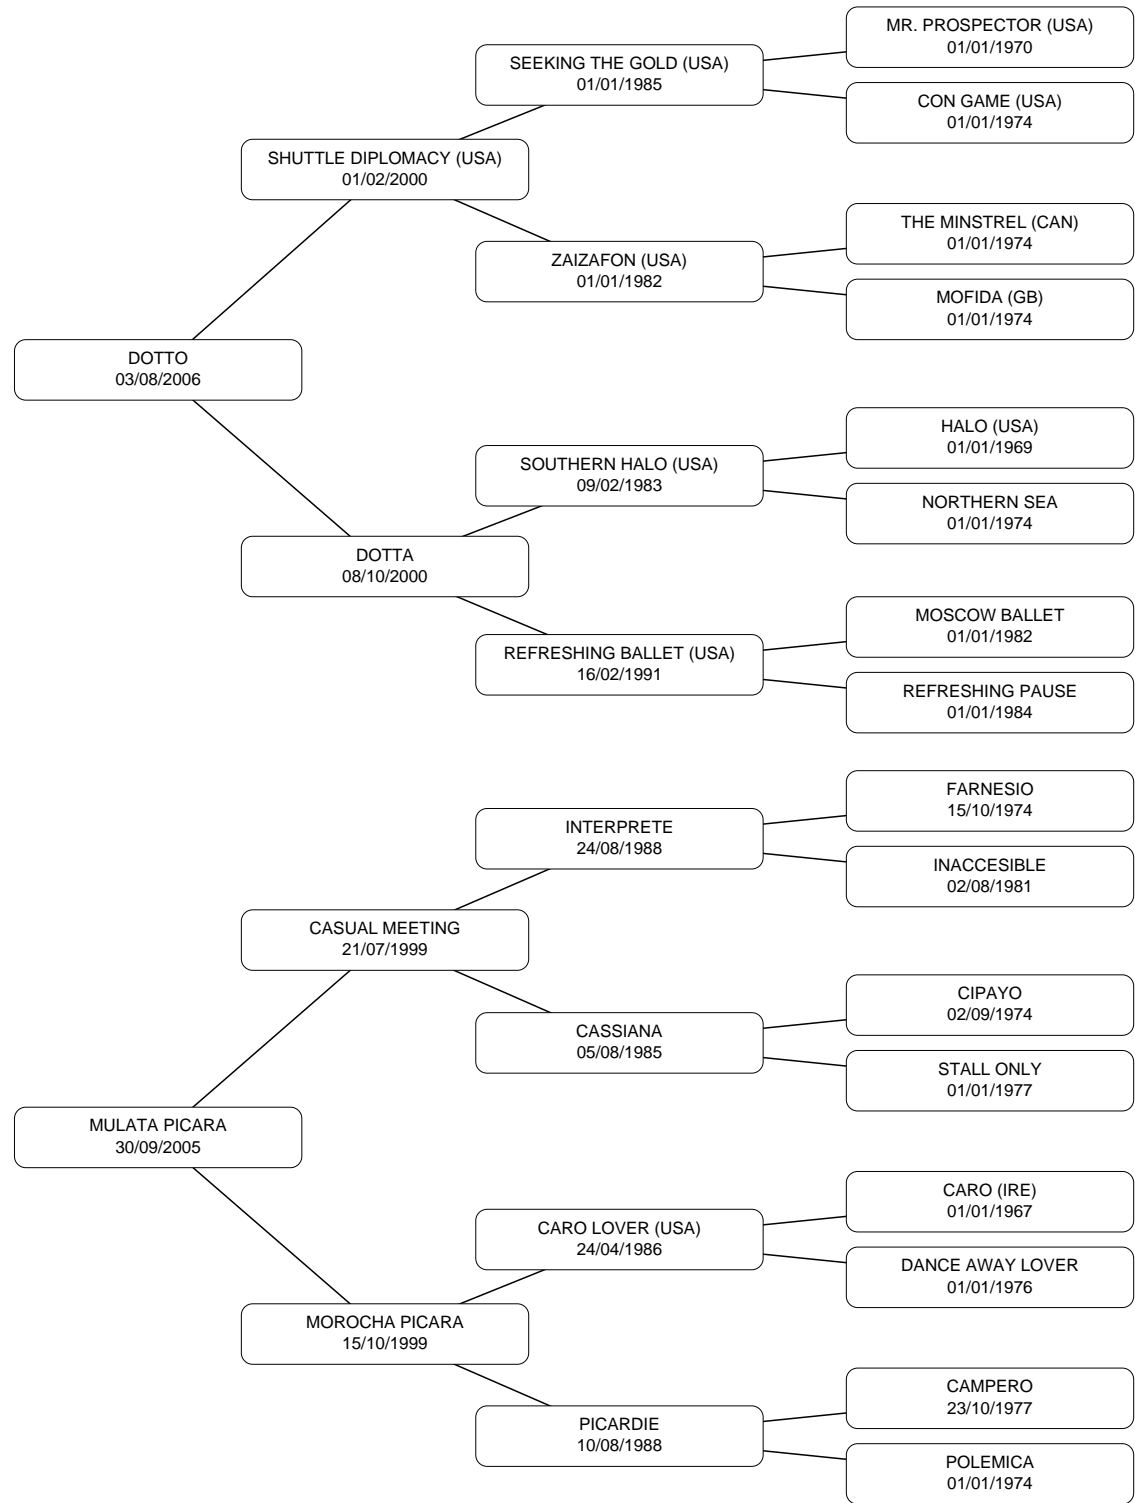 MR. PROSPECTOR (USA)
01/01/1970
SEEKING THE GOLD (USA)
01/01/1985
CON GAME (USA)
01/01/1974
SHUTTLE DIPLOMACY (USA)
01/02/2000
THE MINSTREL (CAN)
01/01/1974
ZAIZAFON (USA)
01/01/1982
MOFIDA (GB)
01/01/1974
DOTTO
03/08/2006
HALO (USA)
01/01/1969
SOUTHERN HALO (USA)
09/02/1983
NORTHERN SEA
01/01/1974
DOTTA
08/10/2000
MOSCOW BALLET
01/01/1982
REFRESHING BALLET (USA)
16/02/1991
REFRESHING PAUSE
01/01/1984
FARNESIO
15/10/1974
INTERPRETE
24/08/1988
INACCESIBLE
02/08/1981
CASUAL MEETING
21/07/1999
CIPAYO
02/09/1974
CASSIANA
05/08/1985
STALL ONLY
01/01/1977
MULATA PICARA
30/09/2005
CARO (IRE)
01/01/1967
CARO LOVER (USA)
24/04/1986
DANCE AWAY LOVER
01/01/1976
MOROCHA PICARA
15/10/1999
CAMPERO
23/10/1977
PICARDIE
10/08/1988
POLEMICA
01/01/1974